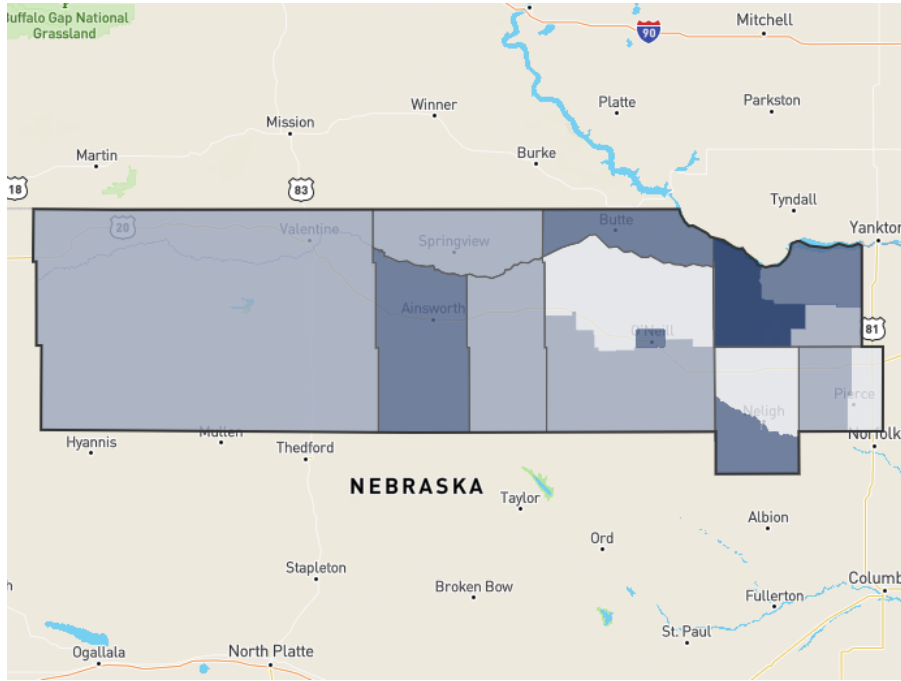 Buffalo Gap National
Grassland
90
Mitchell
Winner
Platte
Parkston
Mission
Martin
Burke
18
83
Tyndall
20
Valentine
Springview
Butte
Yankton
Ainsworth
O'Neill
81
Pierce
Neligh
Hyannis
Mullen
Thedford
Norfolk
NEBRASKA
Taylor
Albion
Ord
Stapleton
Broken Bow
Fullerton
Columb
St. Paul
Ogallala
North Platte